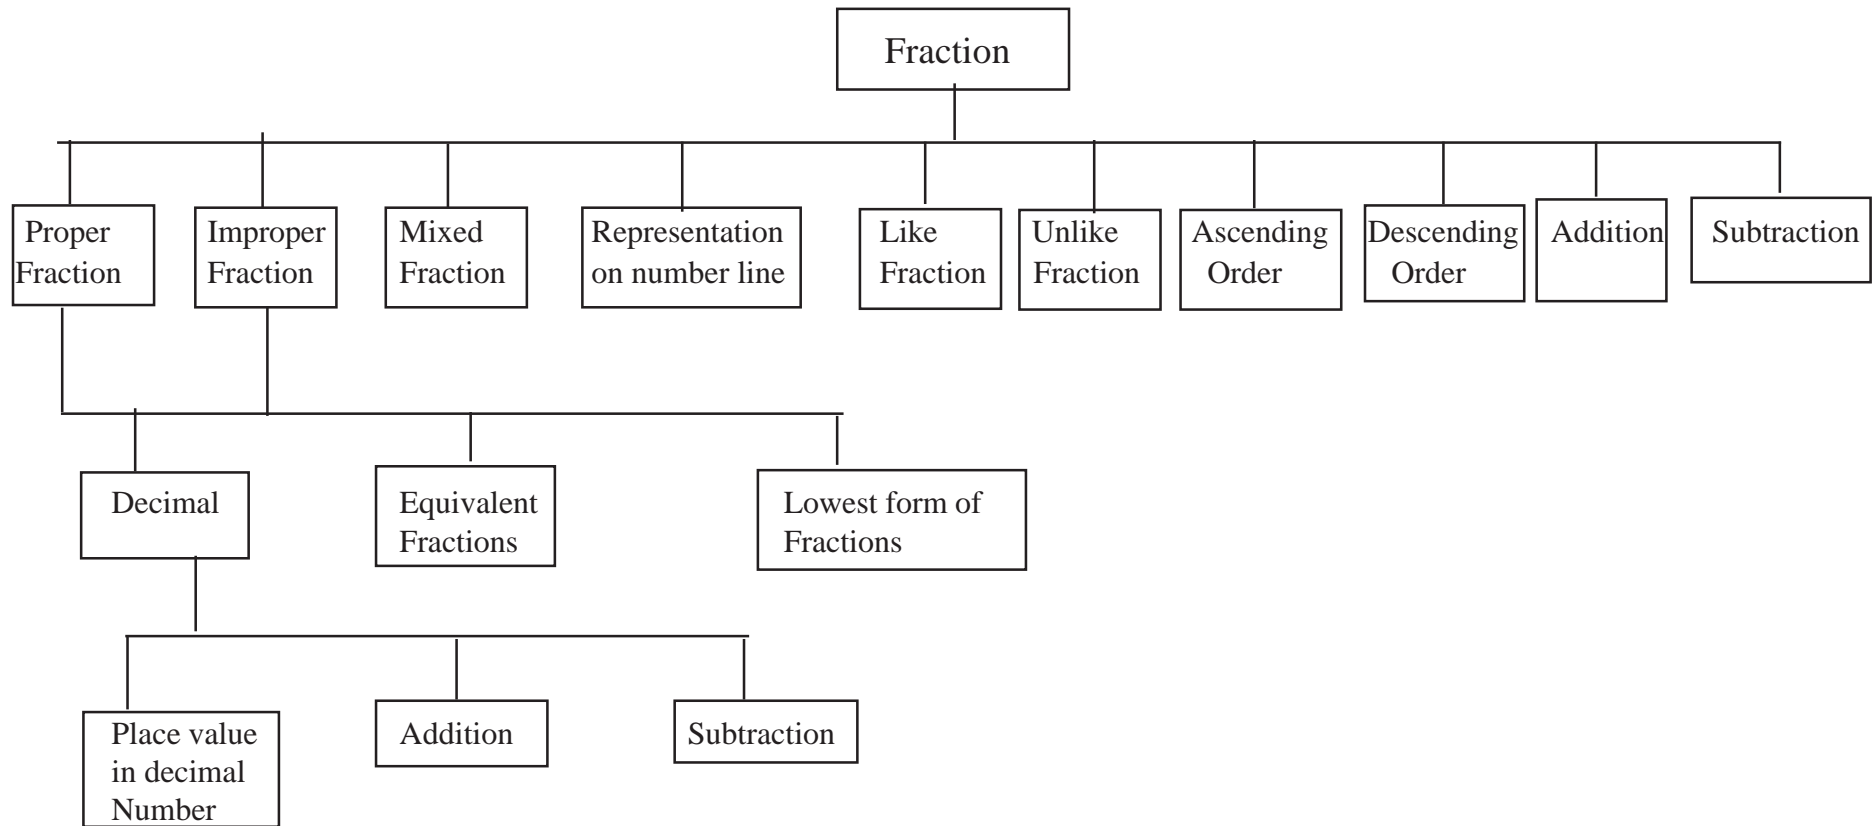 Fraction
Proper
Fraction
Improper
Fraction
Mixed
Fraction
Representation
on number line
Like
Fraction
Unlike
Fraction
Ascending
Order
Descending
Order
Addition
Subtraction
Decimal
Equivalent
Fractions
Lowest form of
Fractions
Place value
in decimal
Number
Addition
Subtraction